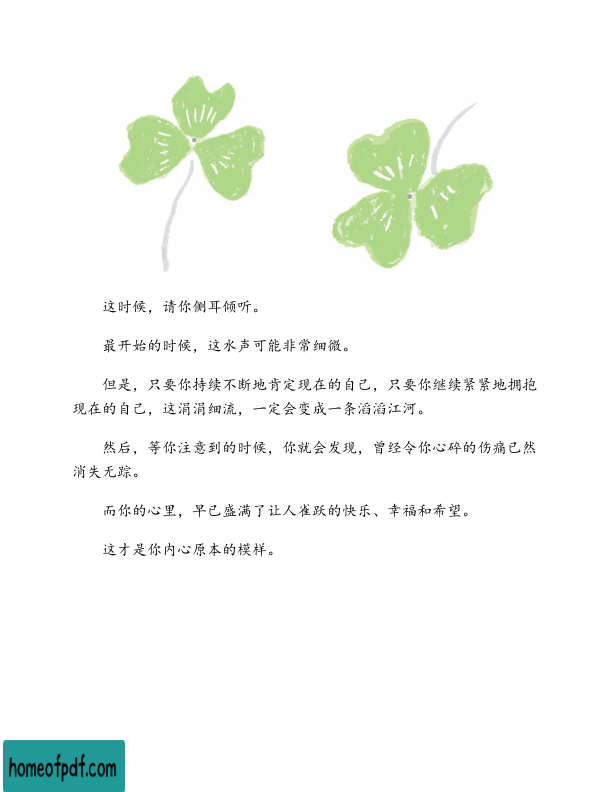 这时候，请你侧耳倾听。
最开始的时候，这水声可能非常细微。
但是，只要你持续不断地肯定现在的自己，只要你继续紧紧地拥抱
现在的自己，这涓涓细流，一定会变成一条滔滔江河。
然后，等你注意到的时候，你就会发现，曾经令你心碎的伤痛已然
消失无踪。
而你的心里，早已盛满了让人雀跃的快乐、幸福和希望。
这才是你内心原本的模样。
homeofpdf.com